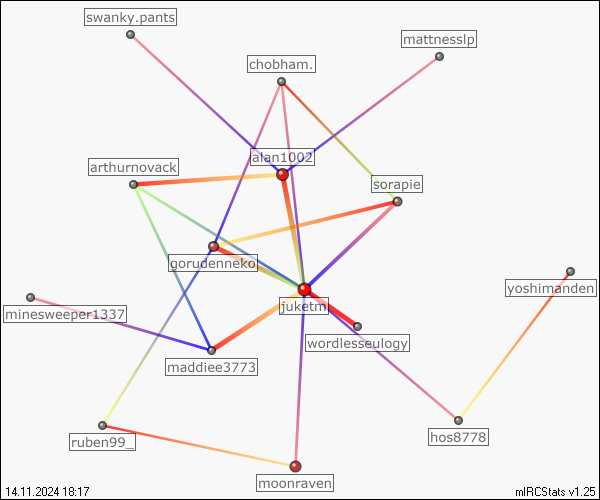 swanky.pants
mattnesslp
chobham.
alan1002
arthurnovack
sorapie
gorudenneko
yoshimanden
juketm
minesweeper1337
wordlesseulogy
maddiee3773
hos8778
ruben99_
moonraven
14.11.2024 18:17
mIRCStats v1.25